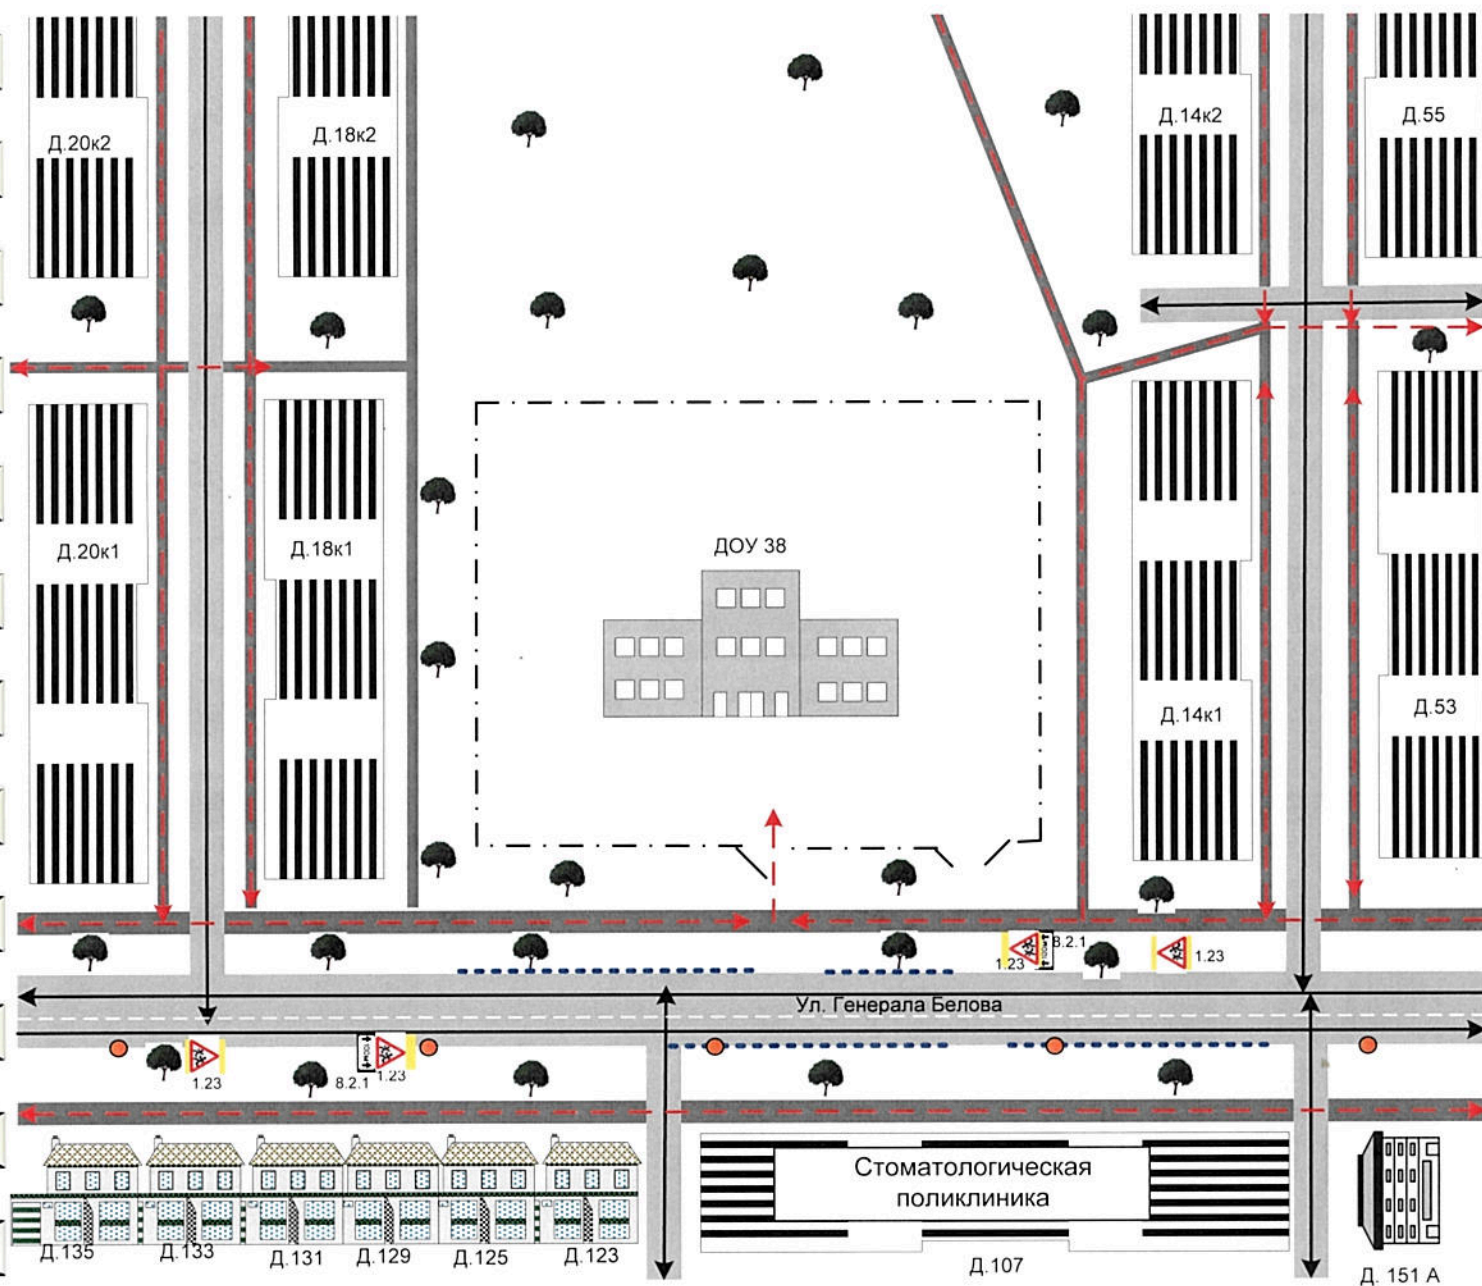 Д.20к2
Д.18к2
Д.14к2
Д.55
Д.20к1
Д.18к1
ДОУ 38
Д.14к1
Д.53
8.2.1
1.23
1.23
Ул. Генерала Белова
1.23
8.2.1
1.23
Стоматологическая
поликлиника
Д.135
Д.133
Д.131
Д.129
Д.125
Д.123
Д.107
Д. 151 А